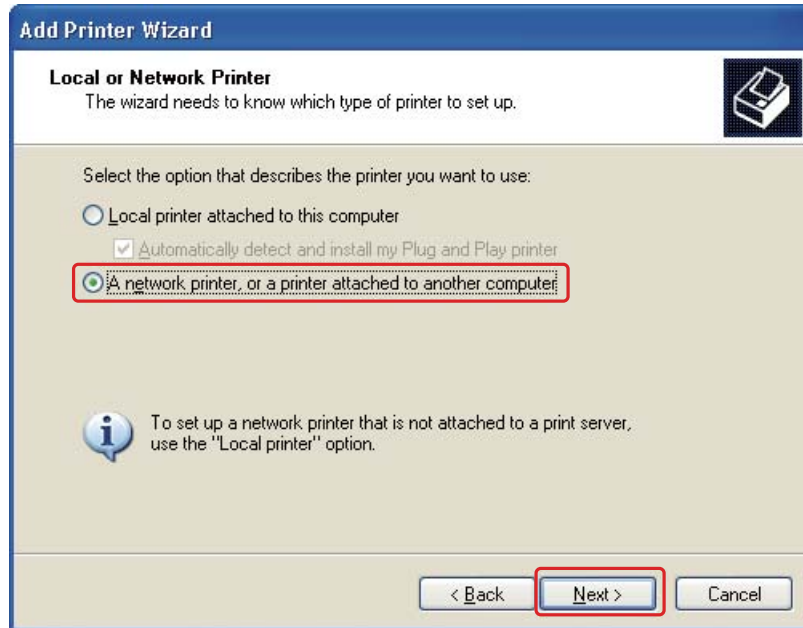 Add Printer Wizard
Local or Network Printer
The wizard needs to know which type of printer to set up.
Select the option that describes the printer you want to use:
Local printer attached to this computer
Automatically detect and install my Plug and Play printer
A network printer, or a printer attached to another computer
To set up a network printer that is not attached to a print server,
use the "Local printer" option.
< Back Next > Cancel